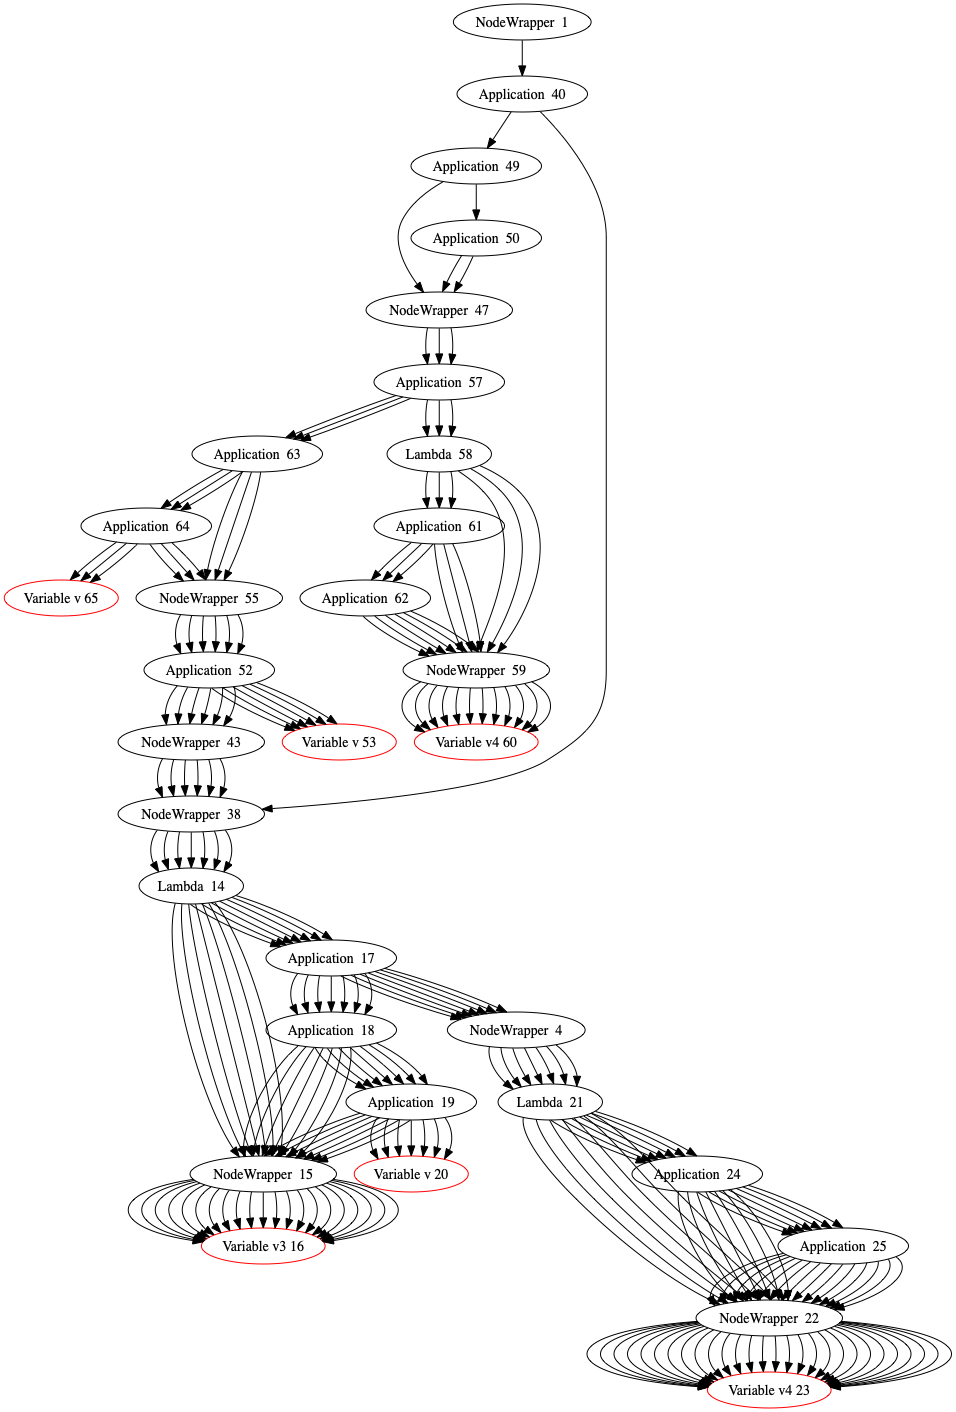 NodeWrapper 1
Application 40
Application 49
Application 50
NodeWrapper 47
Application 57
Application 63
Lambda 58
Application 64
Application 61
Variable v 65
NodeWrapper 55
Application 62
Application 52
NodeWrapper 59
NodeWrapper 43
Variable v 53
Variable v4 60
NodeWrapper 38
Lambda 14
Application 17
Application 18
NodeWrapper 4
Application 19
Lambda 21
NodeWrapper 15
Variable v 20
Application 24
Variable v3 16
Application 25
NodeWrapper 22
Variable v4 23